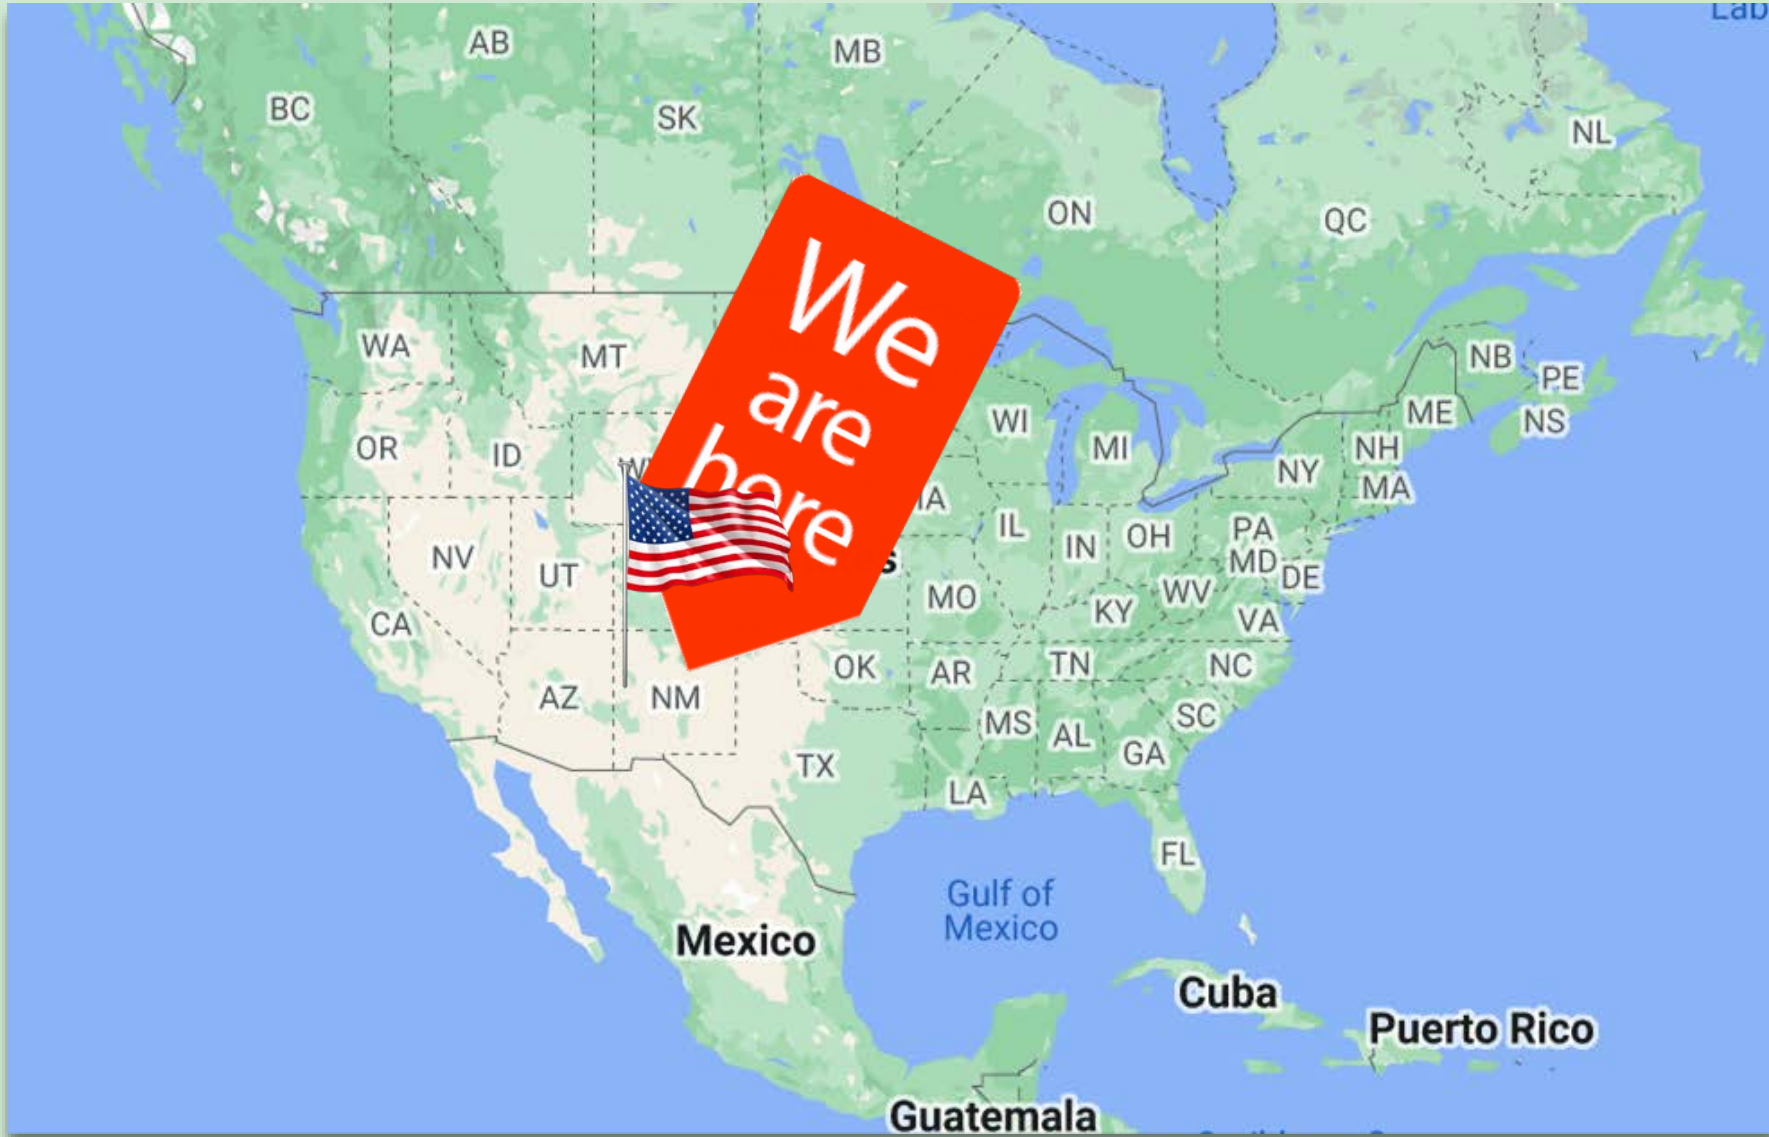 Lab
AB
MB
BC
SK
NL
ON
QC
We
are
here
WA
MT
NB
PE
ME
NS
OR
ID
WI
MI
NH
NY
MA
IA
NV
UT
IL
IN
OH
PA
MD
DE
CA
MO
KY
WV
VA
AZ
NM
OK
AR
TN
NC
TX
MS
AL
GA
SC
LA
FL
Gulf of
Mexico
Mexico
Cuba
Puerto Rico
Guatemala